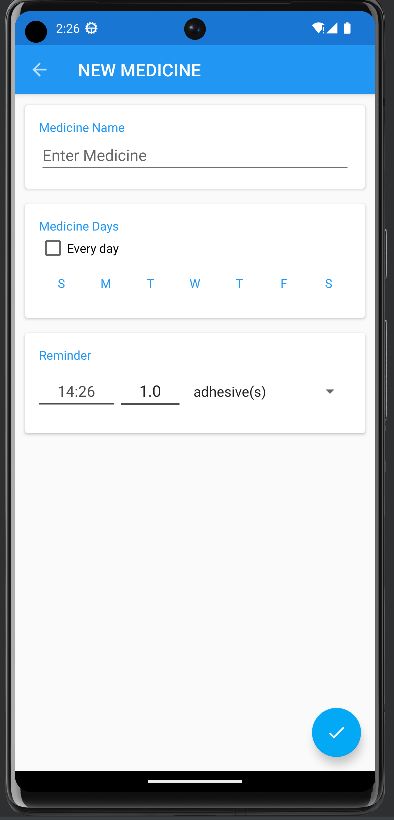 2:26
NEW MEDICINE
Medicine Name
Enter Medicine
Medicine Days
Every day
S M T W T F S
Reminder
14:26 1.0 adhesive(s)